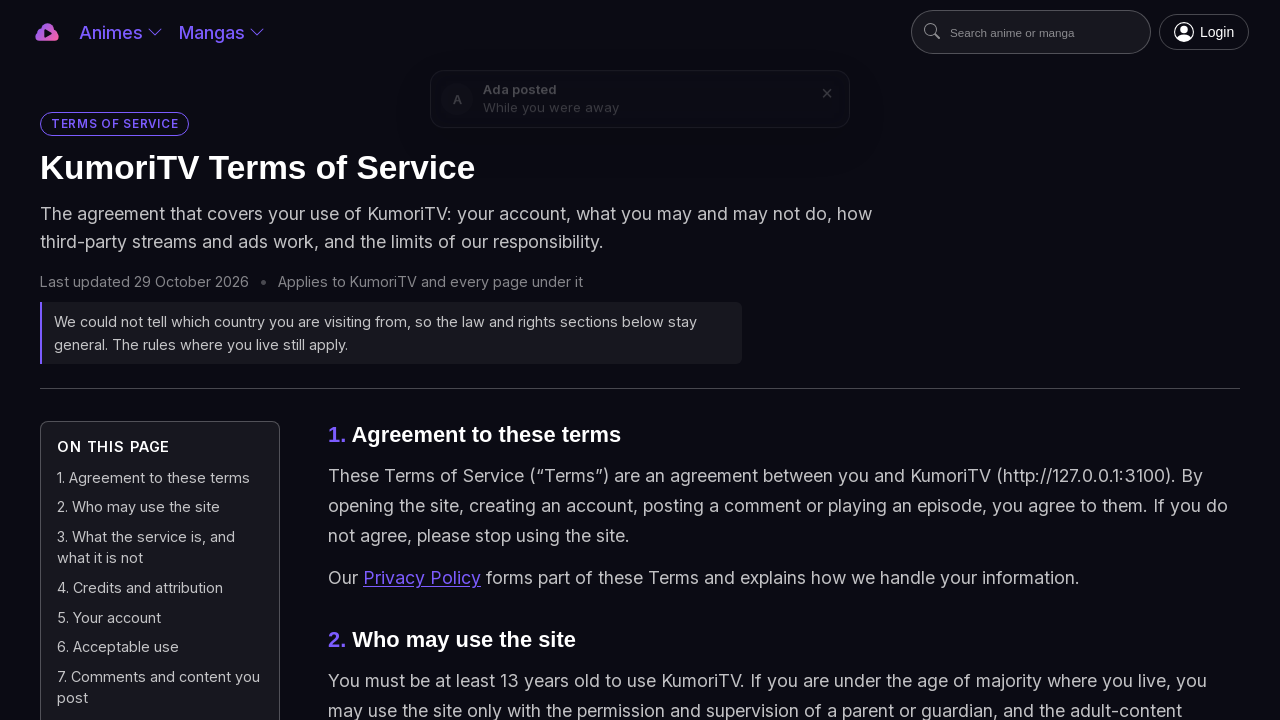 Animes
Mangas
Search anime or manga
Login
A
Ada posted
While you were away
TERMS OF SERVICE
KumoriTV Terms of Service
The agreement that covers your use of KumoriTV: your account, what you may and may not do, how
third-party streams and ads work, and the limits of our responsibility.
Last updated 29 October 2026 • Applies to KumoriTV and every page under it
We could not tell which country you are visiting from, so the law and rights sections below stay
general. The rules where you live still apply.
ON THIS PAGE
1. Agreement to these terms
2. Who may use the site
3. What the service is, and
what it is not
4. Credits and attribution
5. Your account
6. Acceptable use
7. Comments and content you
post
1. Agreement to these terms
These Terms of Service (“Terms”) are an agreement between you and KumoriTV (http://127.0.0.1:3100). By
opening the site, creating an account, posting a comment or playing an episode, you agree to them. If you do
not agree, please stop using the site.
Our Privacy Policy forms part of these Terms and explains how we handle your information.
2. Who may use the site
You must be at least 13 years old to use KumoriTV. If you are under the age of majority where you live, you
may use the site only with the permission and supervision of a parent or guardian, and the adult-content